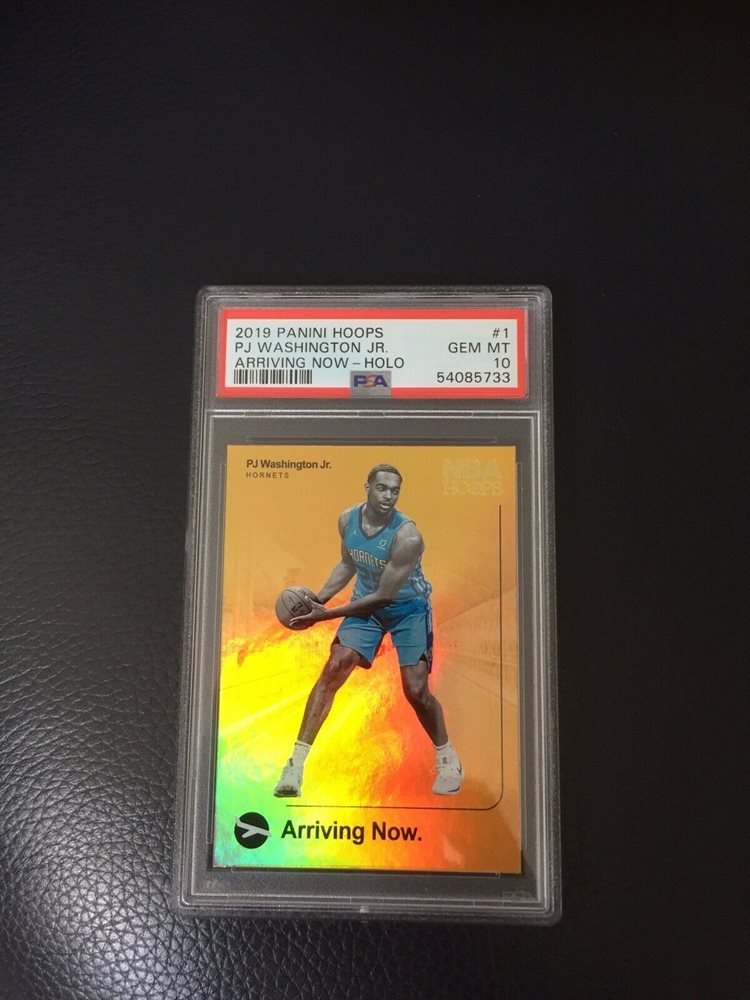 2019 PANINI HOOPS #1
PJ WASHINGTON JR. GEM MT
ARRIVING NOW – HOLO 10
PSA 54085733
PJ Washington Jr.
HORNETS
NBA
HOOPS
HORNETS
Arriving Now.